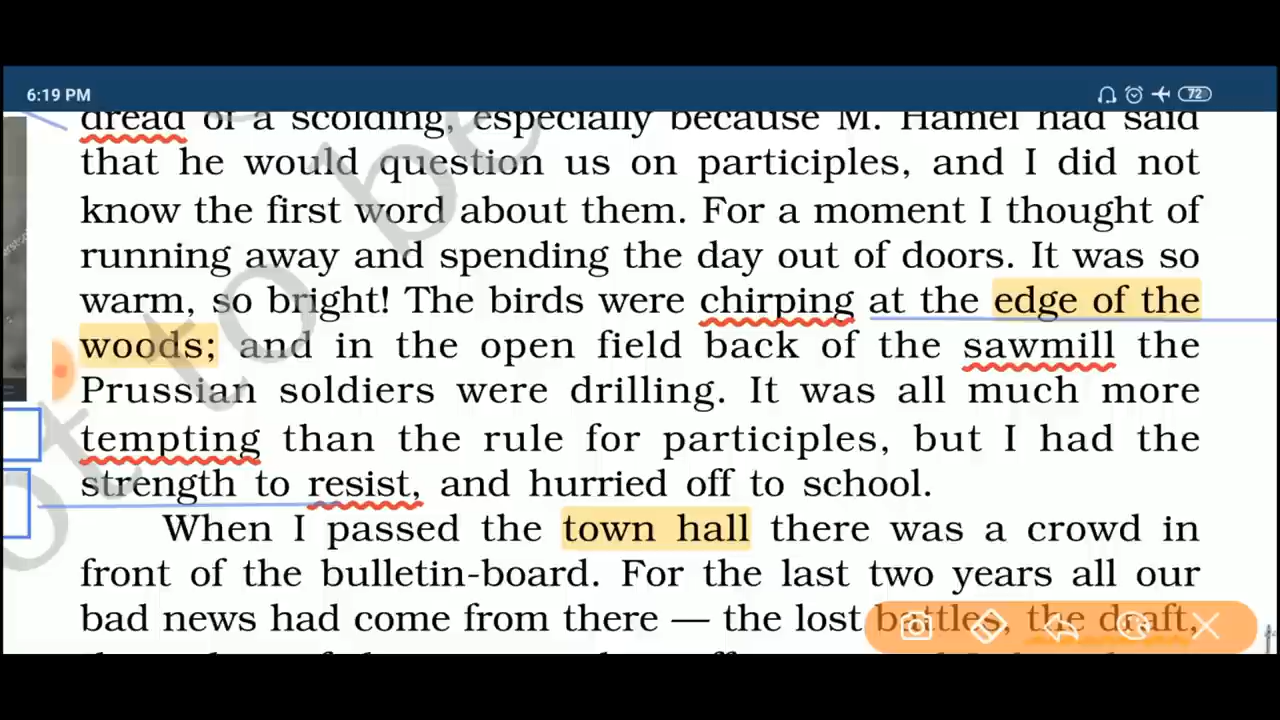 6:19 PM
72
dread of a scolding, especially because M. Hamel had said
that he would question us on participles, and I did not
know the first word about them. For a moment I thought of
running away and spending the day out of doors. It was so
warm, so bright! The birds were chirping at the edge of the
woods; and in the open field back of the sawmill the
Prussian soldiers were drilling. It was all much more
tempting than the rule for participles, but I had the
strength to resist, and hurried off to school.
When I passed the town hall there was a crowd in
front of the bulletin-board. For the last two years all our
bad news had come from there — the lost battles, the draft,
not to be